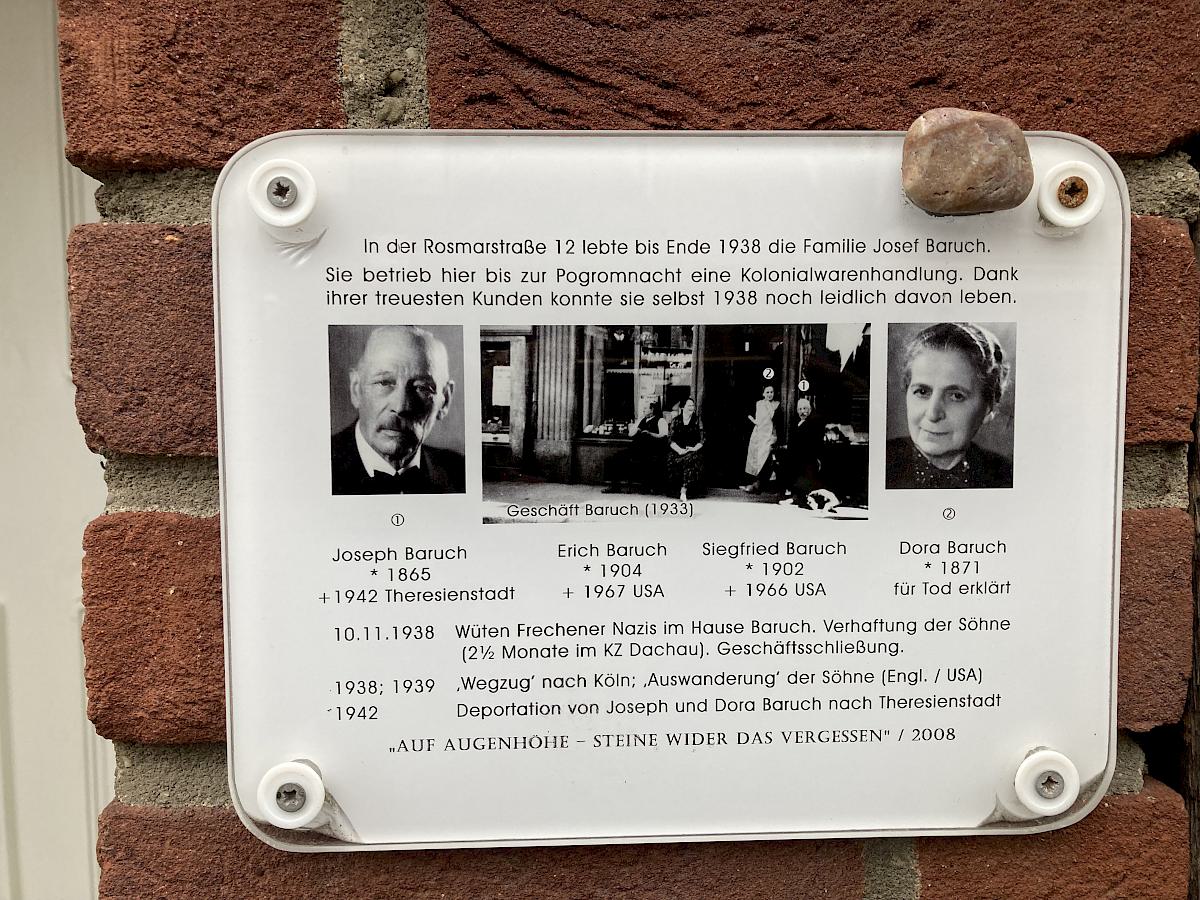 In der Rosmarstraße 12 lebte bis Ende 1938 die Familie Josef Baruch.
Sie betrieb hier bis zur Pogromnacht eine Kolonialwarenhandlung. Dank
ihrer treuesten Kunden konnte sie selbst 1938 noch leidlich davon leben.
② ①
Geschäft Baruch (1933)
① ②
Joseph Baruch Erich Baruch Siegfried Baruch Dora Baruch
* 1865 * 1904 * 1902 * 1871
+1942 Theresienstadt + 1967 USA + 1966 USA für Tod erklärt
10.11.1938 Wüten Frechener Nazis im Hause Baruch. Verhaftung der Söhne
(2½ Monate im KZ Dachau). Geschäftsschließung.
1938; 1939 ‚Wegzug‘ nach Köln; ‚Auswanderung‘ der Söhne (Engl. / USA)
1942 Deportation von Joseph und Dora Baruch nach Theresienstadt
„AUF AUGENHÖHE – STEINE WIDER DAS VERGESSEN" / 2008